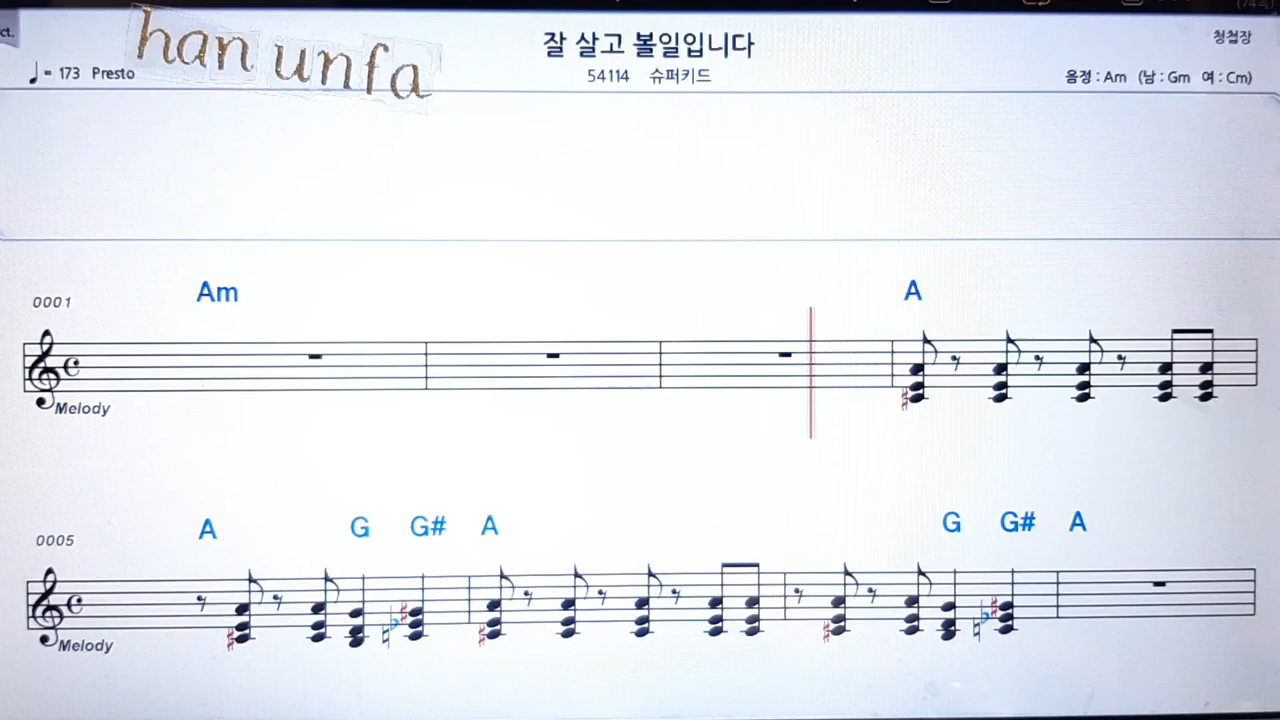 ct.
han unfa
잘 살고 볼일입니다
청첩장
♩= 173 Presto
54114 슈퍼키드
음정 : Am (남 : Gm 여 : Cm)
0001
Am
A
Melody
0005
A G G# A G G# A
Melody